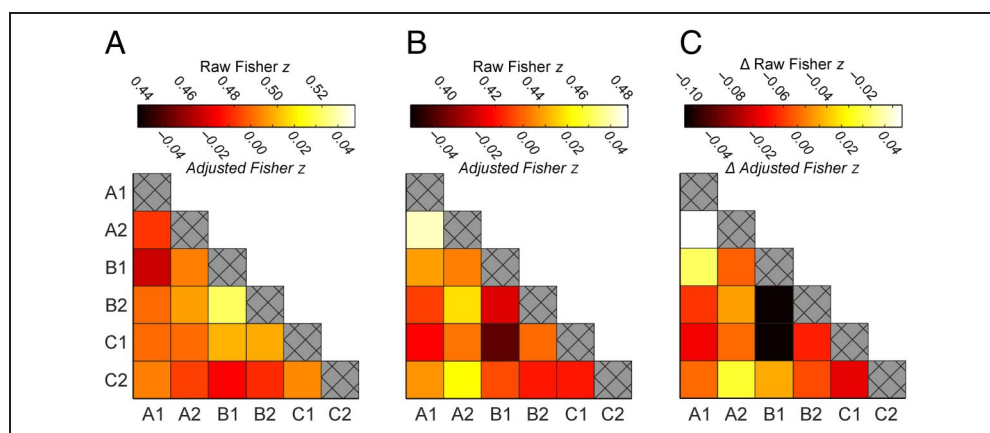 A B C
Raw Fisher z Raw Fisher z Δ Raw Fisher z
0.44 0.46 0.48 0.50 0.52 0.40 0.42 0.44 0.46 0.48 −0.10 −0.08 −0.06 −0.04 −0.02
−0.04 −0.02 0.00 0.02 0.04 −0.04 −0.02 0.00 0.02 0.04 −0.04 −0.02 0.00 0.02 0.04
Adjusted Fisher z Adjusted Fisher z Δ Adjusted Fisher z
A1
A2
B1
B2
C1
C2
A1 A2 B1 B2 C1 C2 A1 A2 B1 B2 C1 C2 A1 A2 B1 B2 C1 C2